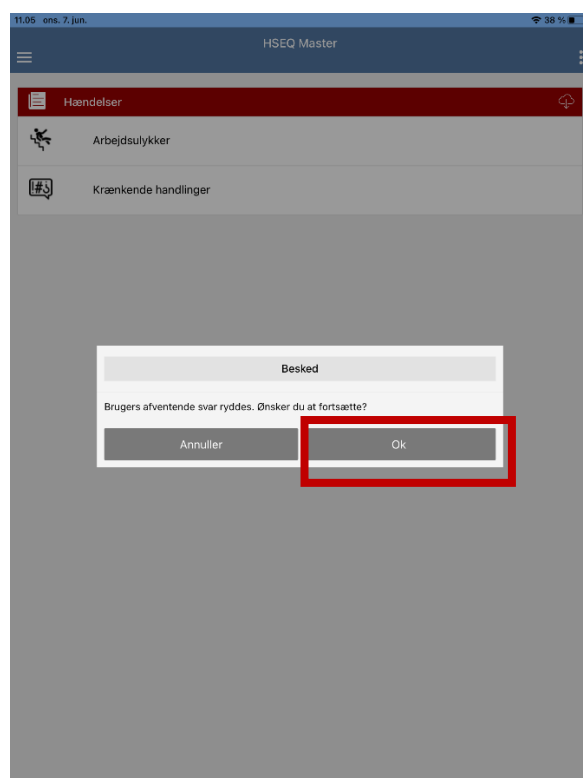 11.05 ons. 7. jun.
38 %
HSEQ Master
Hændelser
Arbejdsulykker
Krænkende handlinger
Besked
Brugers afventende svar ryddes. Ønsker du at fortsætte?
Annuller
Ok